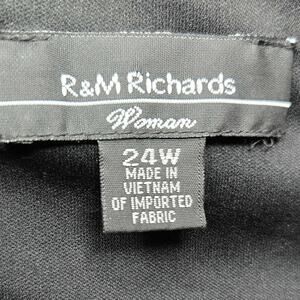 R&M Richards
Woman
24W
MADE IN
VIETNAM
OF IMPORTED
FABRIC